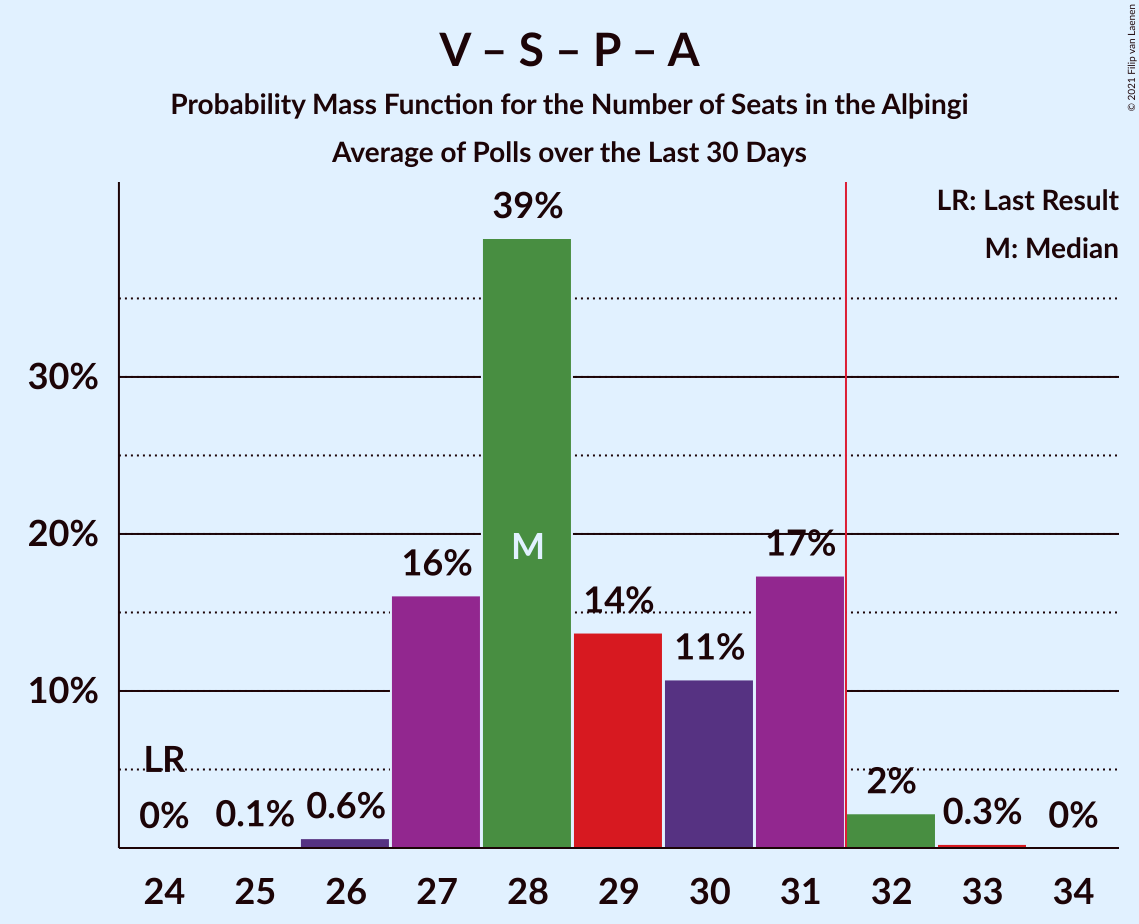 V – S – P – A
Probability Mass Function for the Number of Seats in the Alþingi
Average of Polls over the Last 30 Days
© 2021 Filip van Laenen
LR: Last Result
M: Median
30%
20%
10%
LR
0%
0.1%
0.6%
16%
39%
M
14%
11%
17%
2%
0.3%
0%
24 25 26 27 28 29 30 31 32 33 34